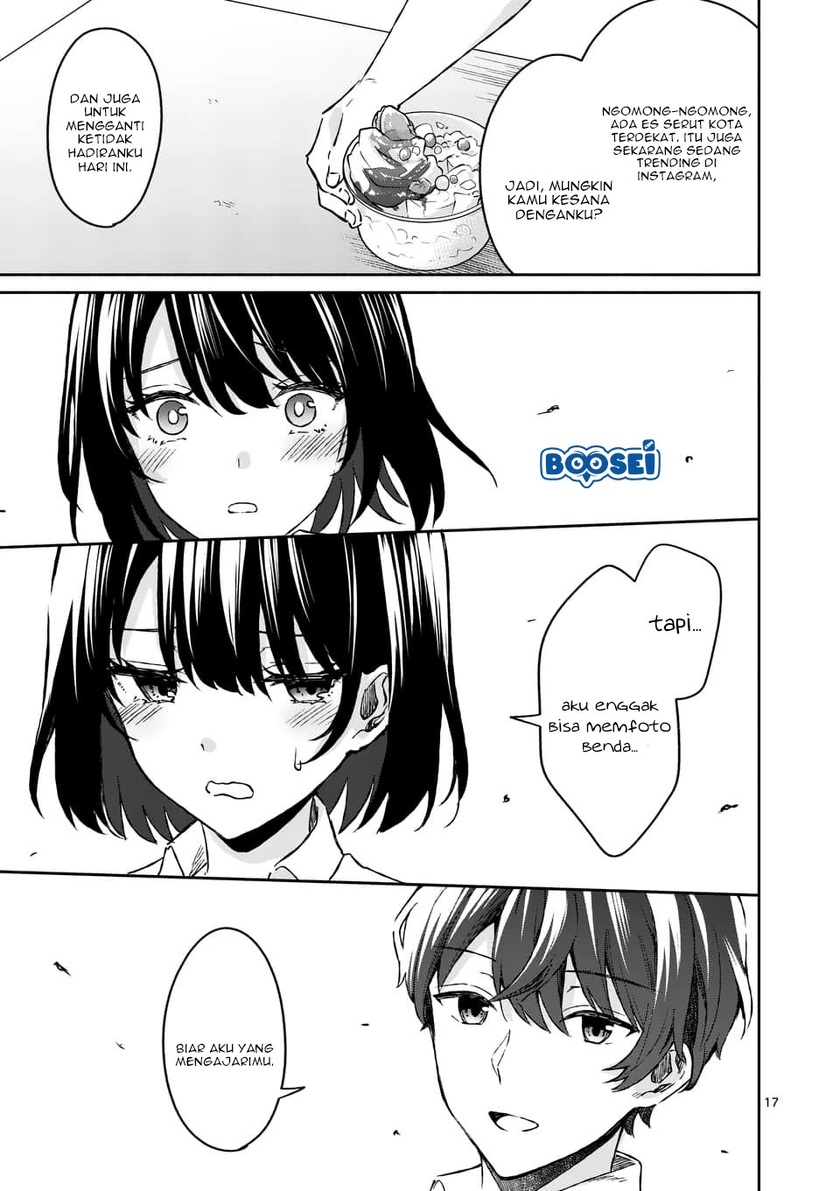 NGOMONG-NGOMONG,
ADA ES SERUT KOTA
TERDEKAT. ITU JUGA
SEKARANG SEDANG
TRENDING DI
INSTAGRAM,
JADI, MUNGKIN
KAMU KESANA
DENGANKU?
DAN JUGA
UNTUK
MENGGANTI
KETIDAK
HADIRANKU
HARI INI.
BOOSEI
tapi...
aku enggak
bisa memfoto
benda...
BIAR AKU YANG
MENGAJARIMU.
17